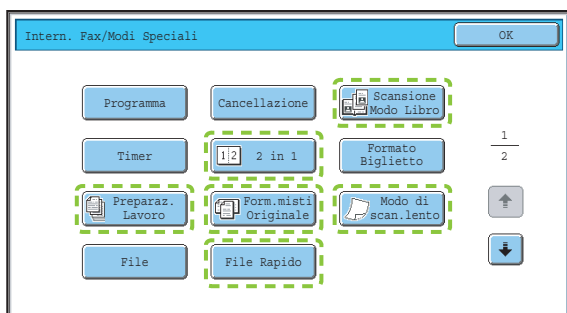 Intern. Fax/Modi Speciali
OK
Programma
Cancellazione
Scansione
Modo Libro
Timer
1 2
2 in 1
Formato
Biglietto
1
2
Preparaz.
Lavoro
Form.misti
Originale
Modo di
scan.lento
File
File Rapido